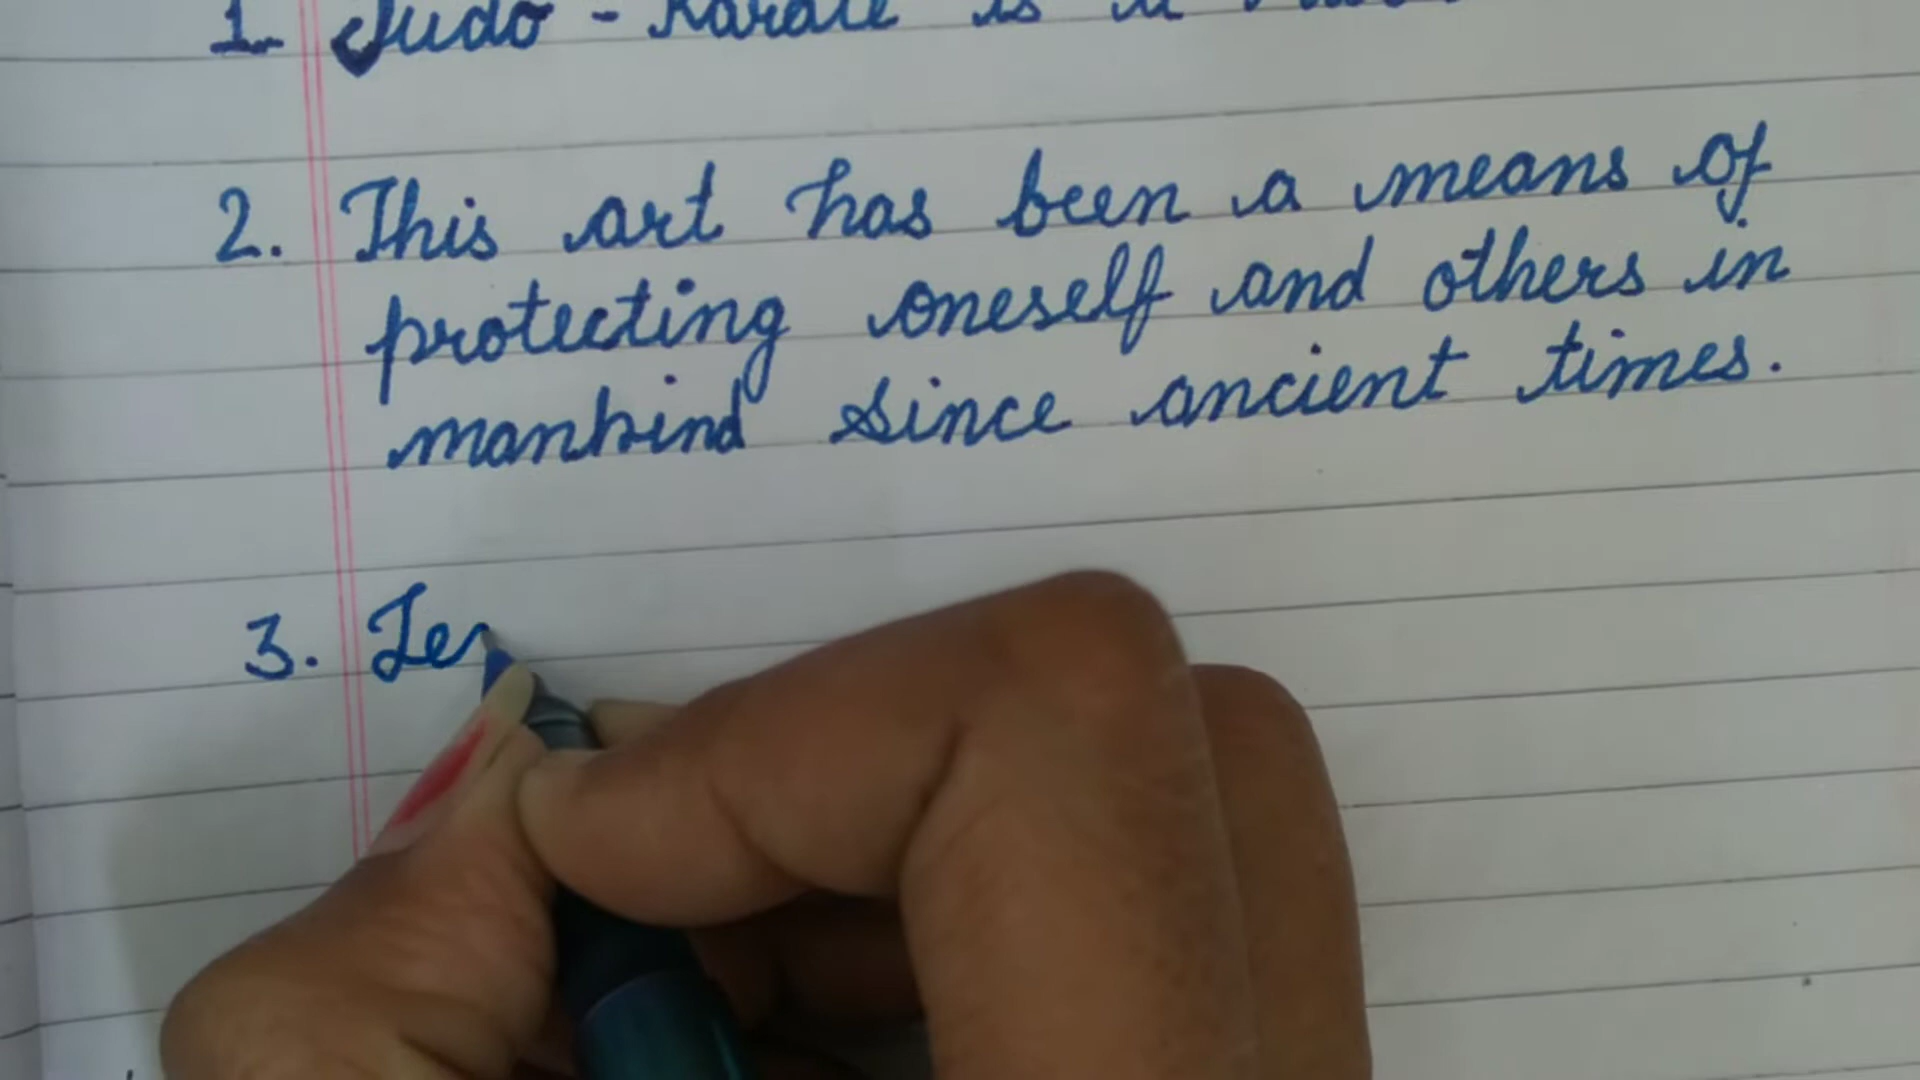 1. Judo - Karate is a
2. This art has been a means of
protecting oneself and others in
mankind since ancient times.
3.